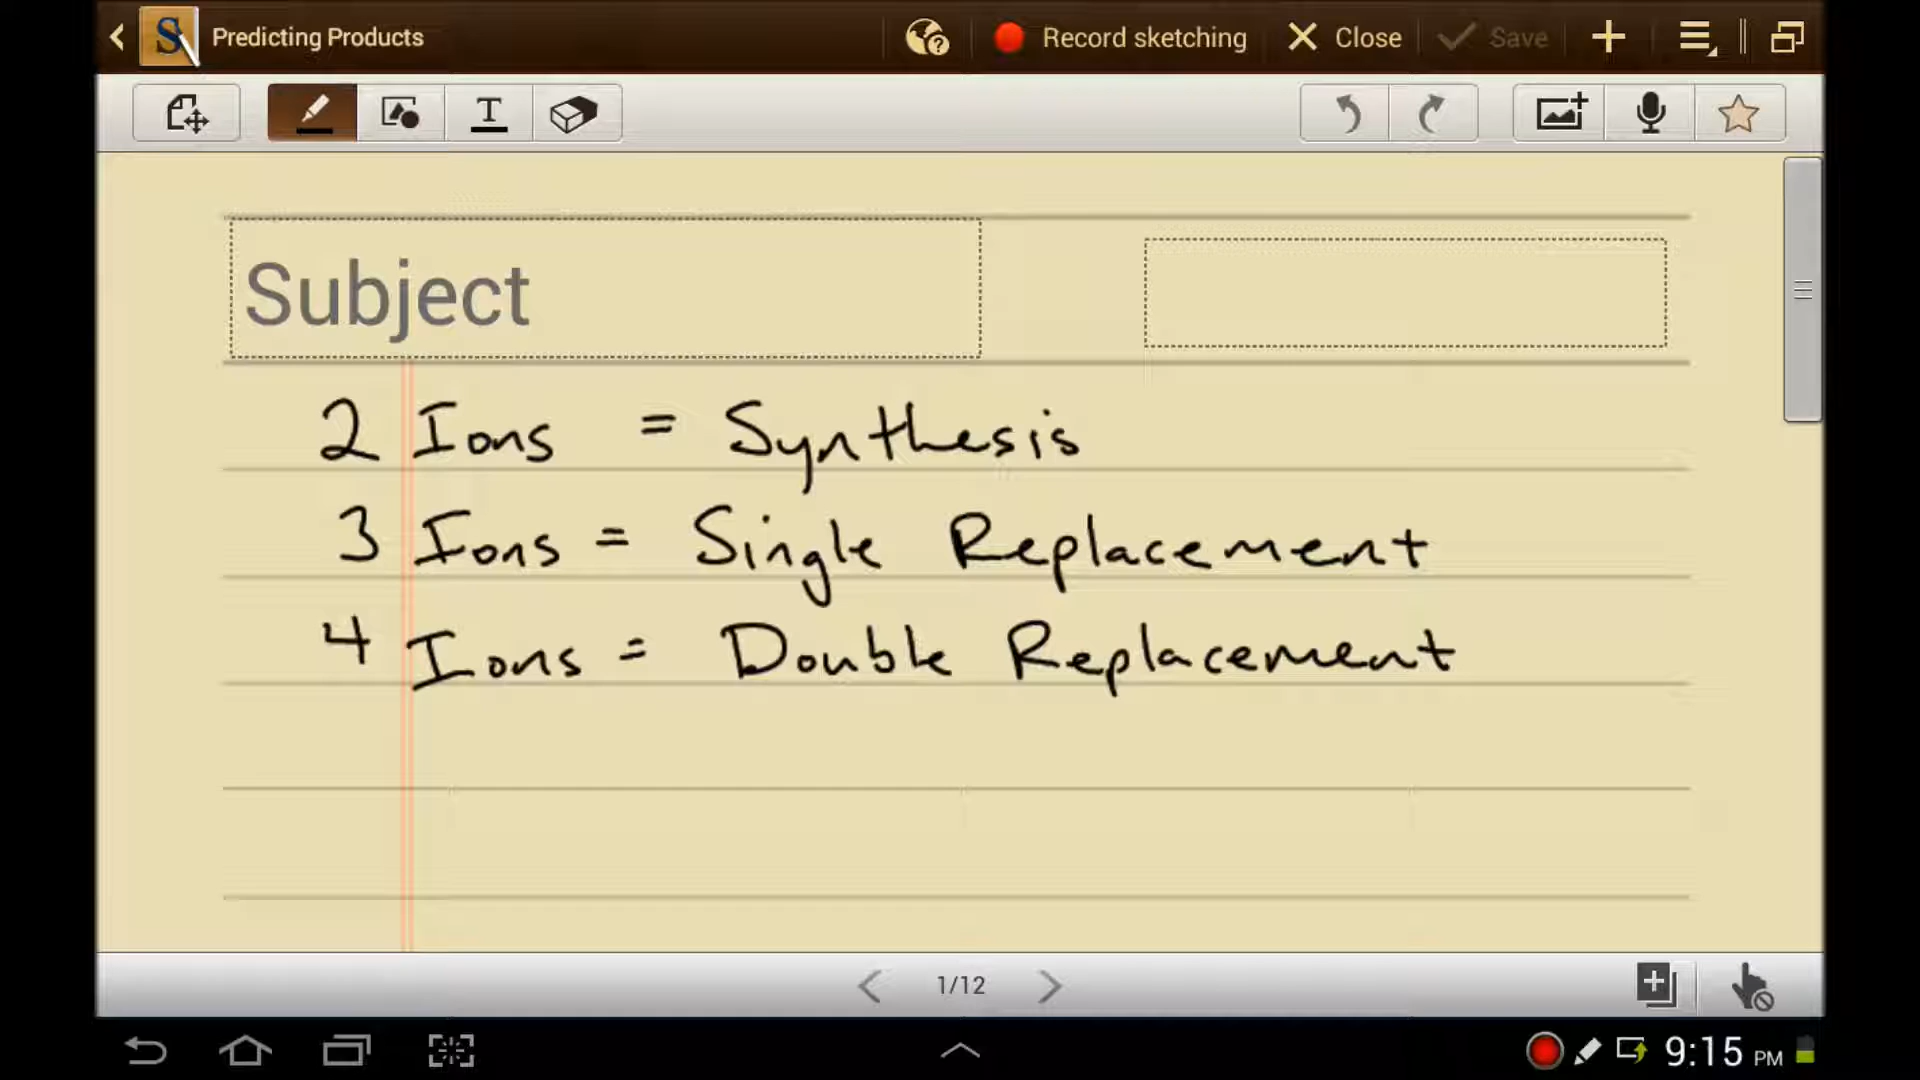 Predicting Products
Record sketching
Close
Save
T
Subject
2 Ions = Synthesis
3 Ions = Single Replacement
4 Ions = Double Replacement
1/12
9:15 PM